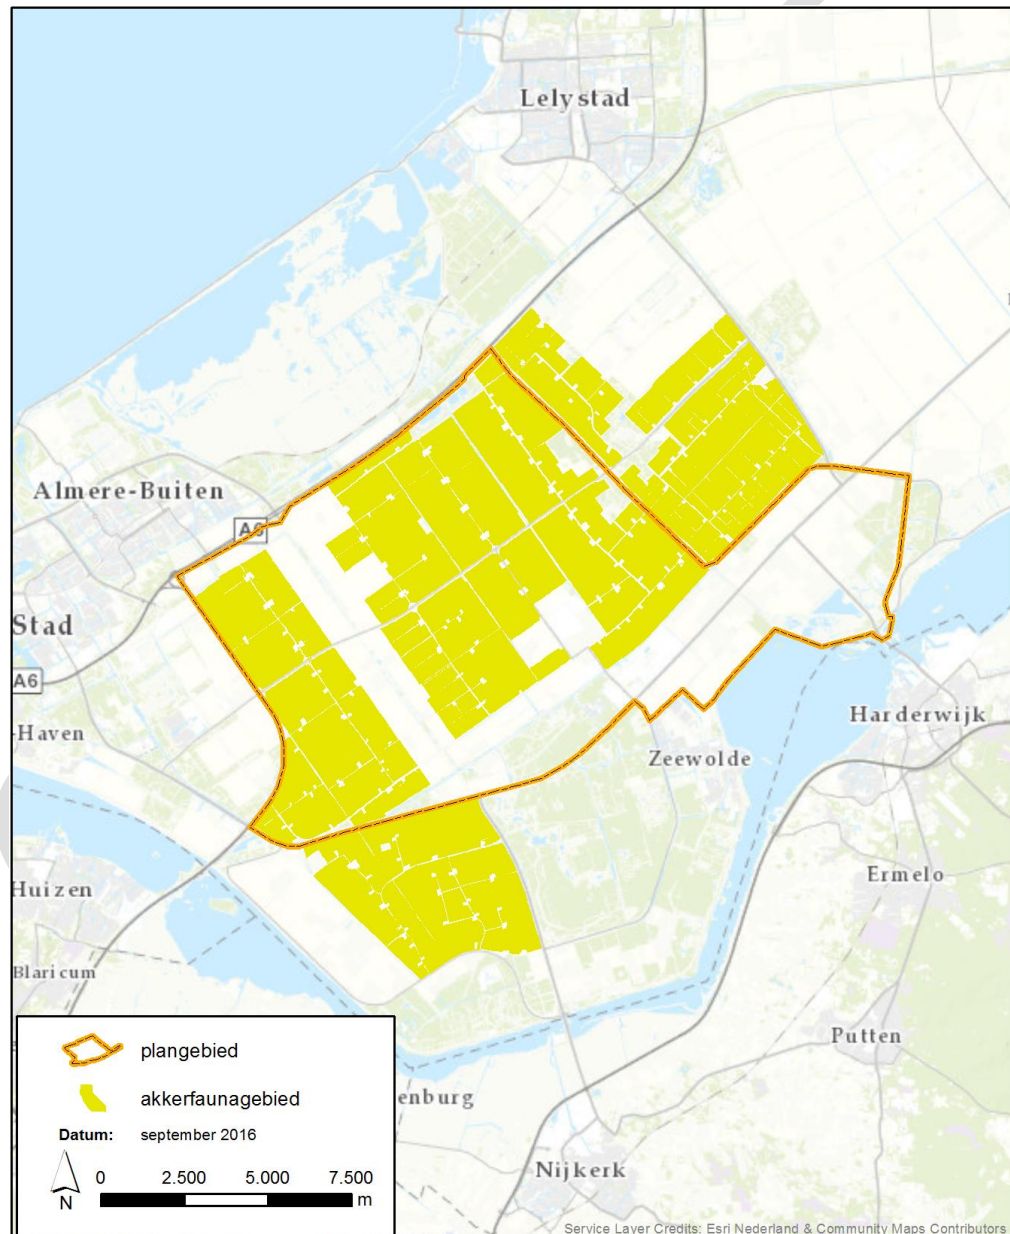 Lelystad
Almere-Buiten
A6
Stad
A6
-Haven
Harderwijk
Zeewolde
Huizen
Ermelo
Blaricum
Putten
enburg
Nijkerk
plangebied
akkerfaunagebied
Datum: september 2016
0 2.500 5.000 7.500
m
N
Service Layer Credits: Esri Nederland & Community Maps Contributors